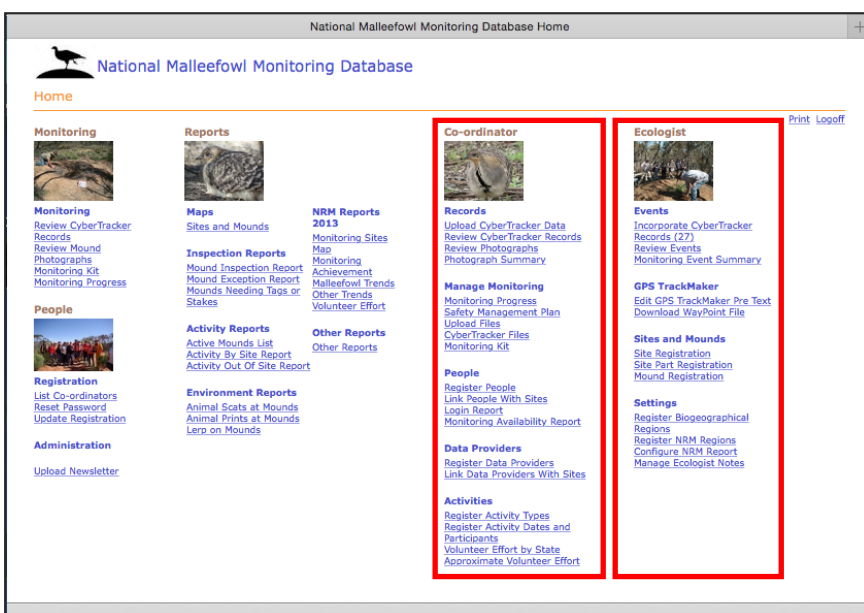 National Malleefowl Monitoring Database Home
+
National Malleefowl Monitoring Database
Home
Print Logoff
Monitoring
Monitoring
Review CyberTracker
Records
Review Mound
Photographs
Monitoring Kit
Monitoring Progress
People
Registration
List Co-ordinators
Reset Password
Update Registration
Administration
Upload Newsletter
Reports
Maps
Sites and Mounds
Inspection Reports
Mound Inspection Report
Mound Exception Report
Mounds Needing Tags or
Stakes
Activity Reports
Active Mounds List
Activity By Site Report
Activity Out Of Site Report
Environment Reports
Animal Scats at Mounds
Animal Prints at Mounds
Lerp on Mounds
NRM Reports
2013
Monitoring Sites
Map
Monitoring
Achievement
Malleefowl Trends
Other Trends
Volunteer Effort
Other Reports
Other Reports
Co-ordinator
Records
Upload CyberTracker Data
Review CyberTracker Records
Review Photographs
Photograph Summary
Manage Monitoring
Monitoring Progress
Safety Management Plan
Upload Files
CyberTracker Files
Monitoring Kit
People
Register People
Link People With Sites
Login Report
Monitoring Availability Report
Data Providers
Register Data Providers
Link Data Providers With Sites
Activities
Register Activity Types
Register Activity Dates and
Participants
Volunteer Effort by State
Approximate Volunteer Effort
Ecologist
Events
Incorporate CyberTracker
Records (27)
Review Events
Monitoring Event Summary
GPS TrackMaker
Edit GPS TrackMaker Pre Text
Download WayPoint File
Sites and Mounds
Site Registration
Site Part Registration
Mound Registration
Settings
Register Biogeographical
Regions
Register NRM Regions
Configure NRM Report
Manage Ecologist Notes